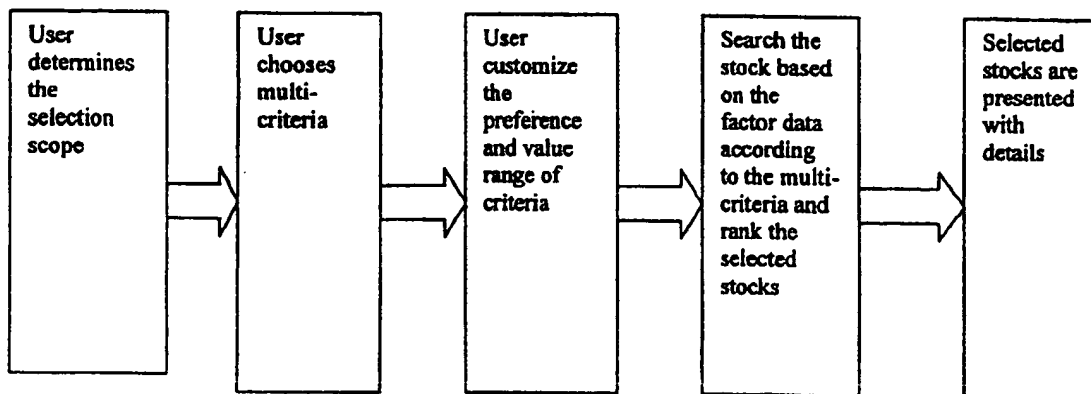 User
determines
the
selection
scope
User
chooses
multi-
criteria
User
customize
the
preference
and value
range of
criteria
Search the
stock based
on the
factor data
according
to the multi-
criteria and
rank the
selected
stocks
Selected
stocks are
presented
with
details